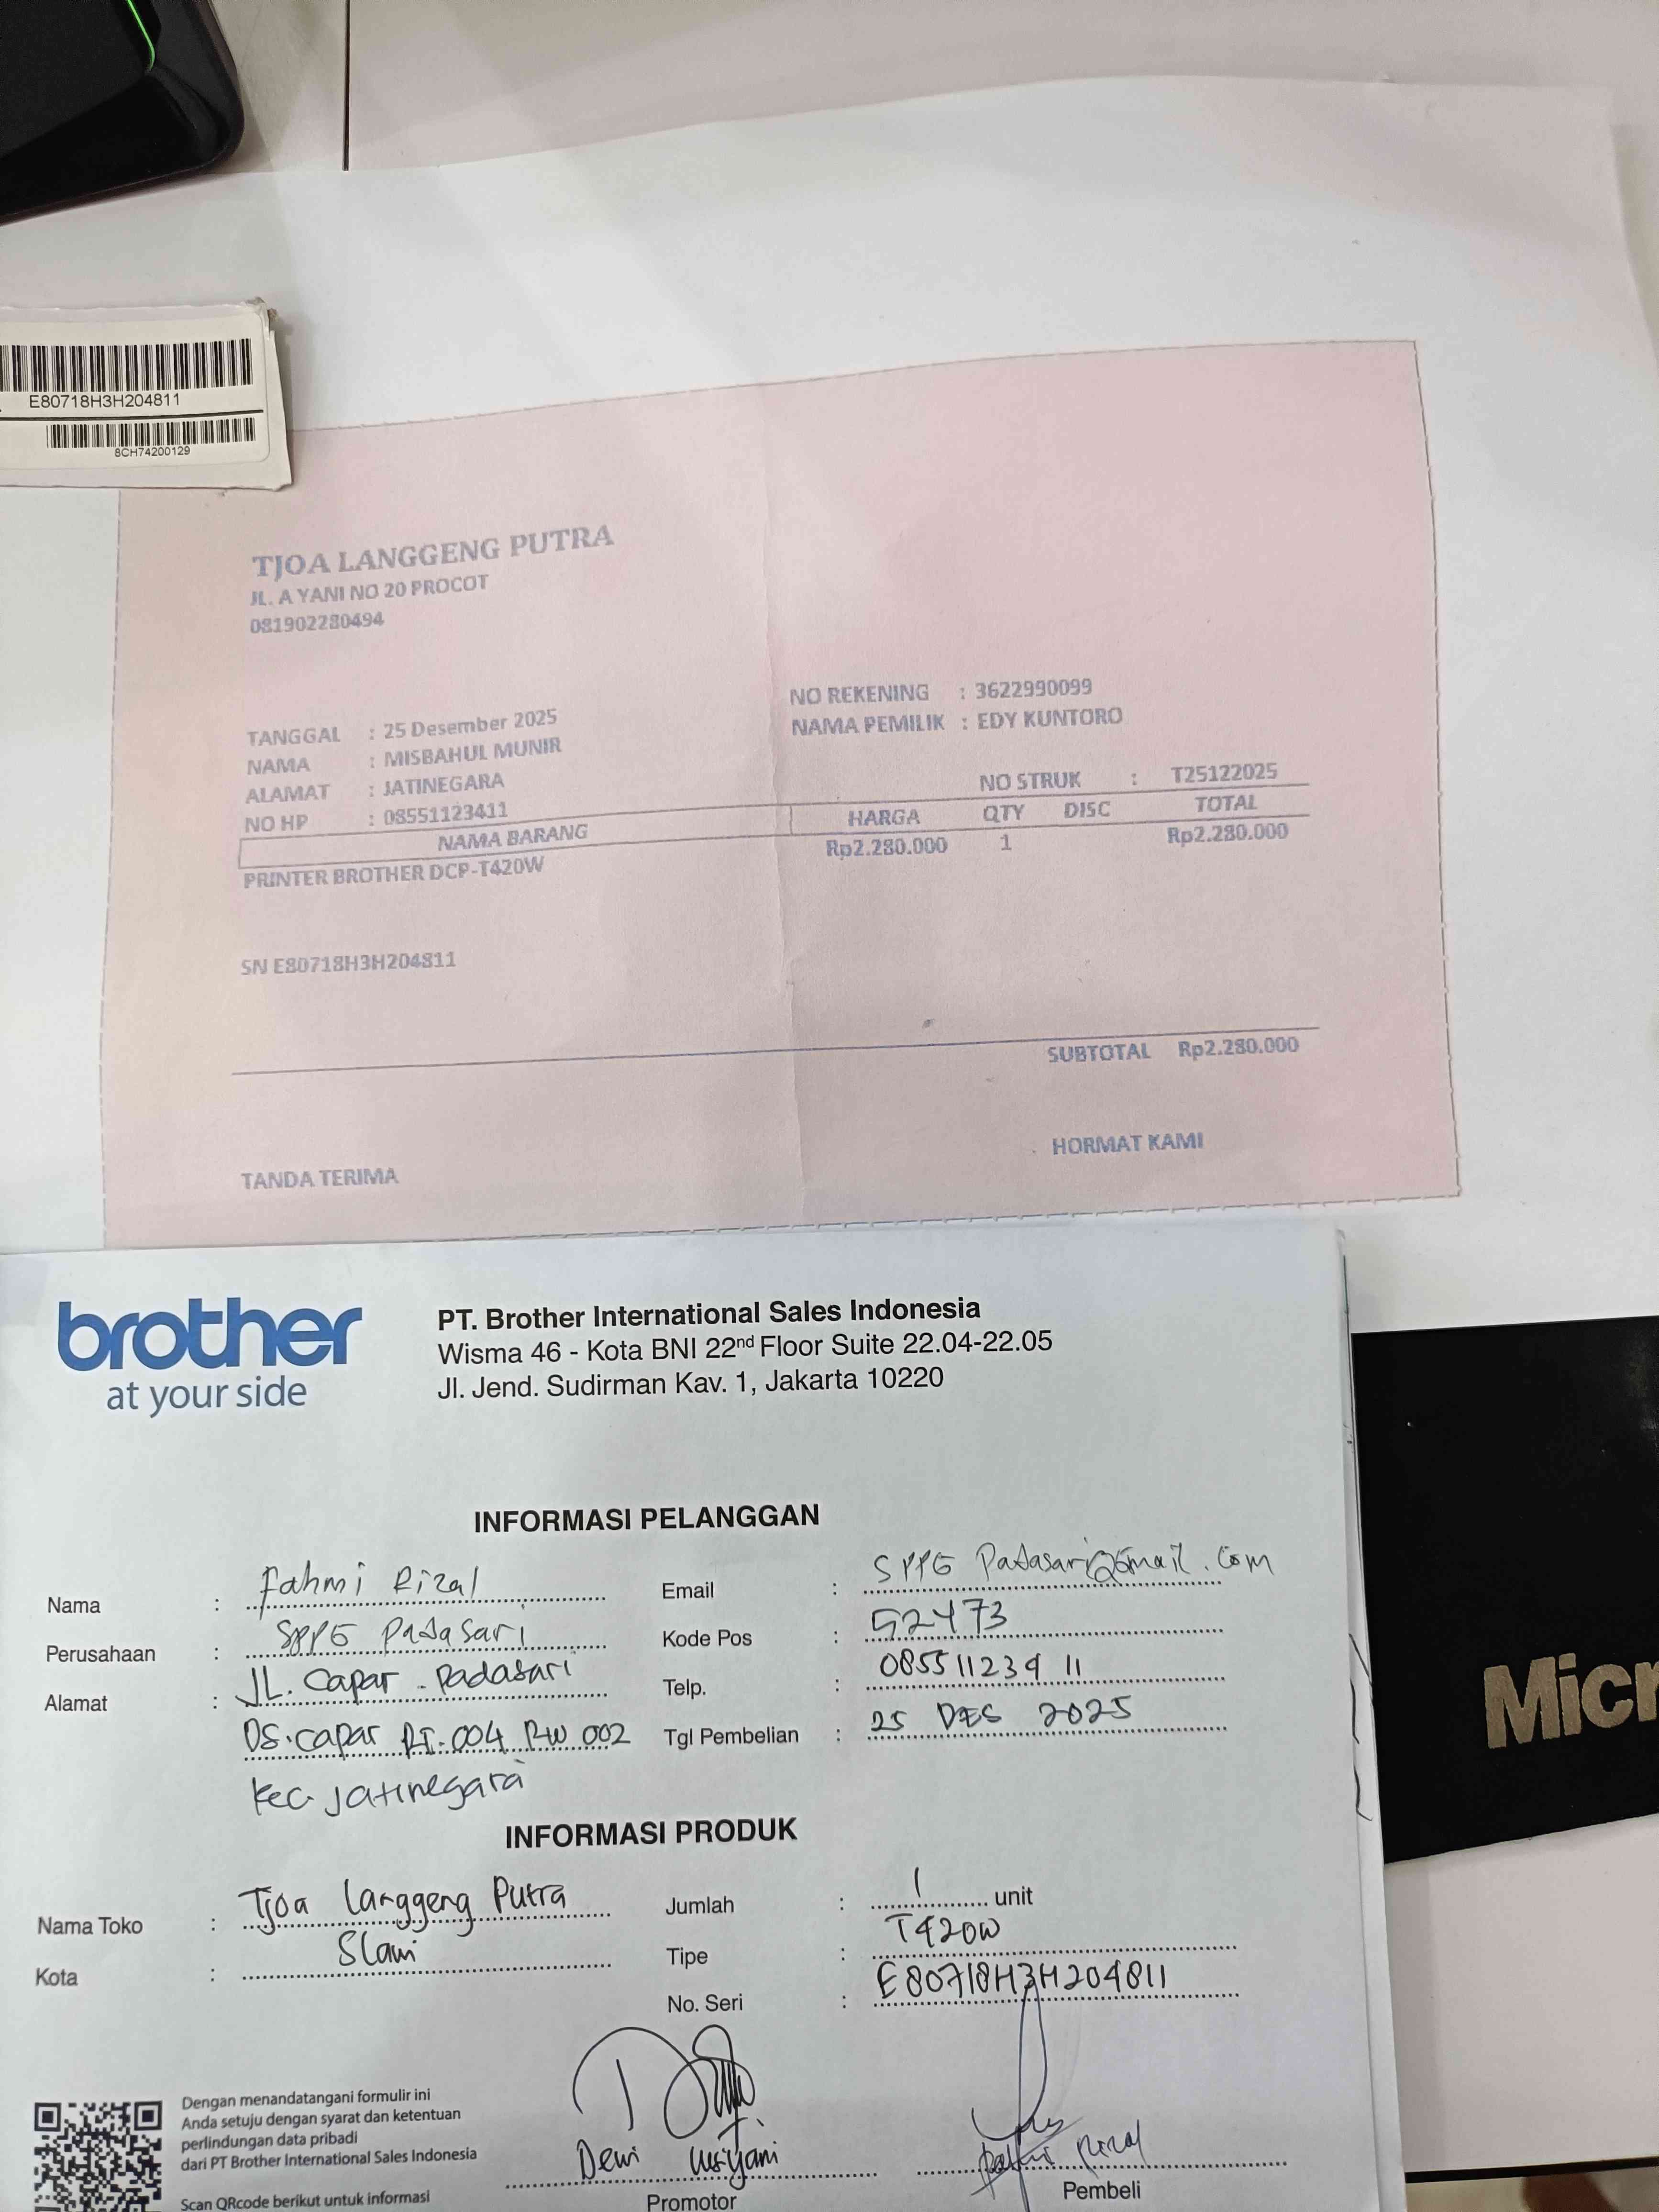 E80718H3H204811
8CH74200129
TJOA LANGGENG PUTRA
JL. A YANI NO 20 PROCOT
081902280494
NO REKENING : 3622990099
NAMA PEMILIK : EDY KUNTORO
TANGGAL : 25 Desember 2025
NAMA : MISBAHUL MUNIR
ALAMAT : JATINEGARA
NO HP : 08551123411
NO STRUK : T25122025
NAMA BARANG HARGA QTY DISC TOTAL
PRINTER BROTHER DCP-T420W Rp2.280.000 1 Rp2.280.000
SN E80718H3H204811
SUBTOTAL Rp2.280.000
TANDA TERIMA HORMAT KAMI
brother
at your side
PT. Brother International Sales Indonesia
Wisma 46 - Kota BNI 22nd Floor Suite 22.04-22.05
Jl. Jend. Sudirman Kav. 1, Jakarta 10220
INFORMASI PELANGGAN
Nama : Fahmi Rizal
Email : SPPG Padasari@Gmail.com
Perusahaan : SPPG Padasari
Kode Pos : 52473
Alamat : JL. Capar - Padasari
Telp. : 085511234 11
DS. Capar RT. 004 RW 002
Tgl Pembelian : 25 DES 2025
Kec. Jatinegara
INFORMASI PRODUK
Nama Toko : Tjoa Langgeng Putra
Jumlah : 1 unit
Kota : Slawi
Tipe : T420W
No. Seri : E80718H3H204811
Dengan menandatangani formulir ini
Anda setuju dengan syarat dan ketentuan
perlindungan data pribadi
dari PT Brother International Sales Indonesia
Scan QRcode berikut untuk informasi
Dewi
Promotor
Rizal
Pembeli
Micr